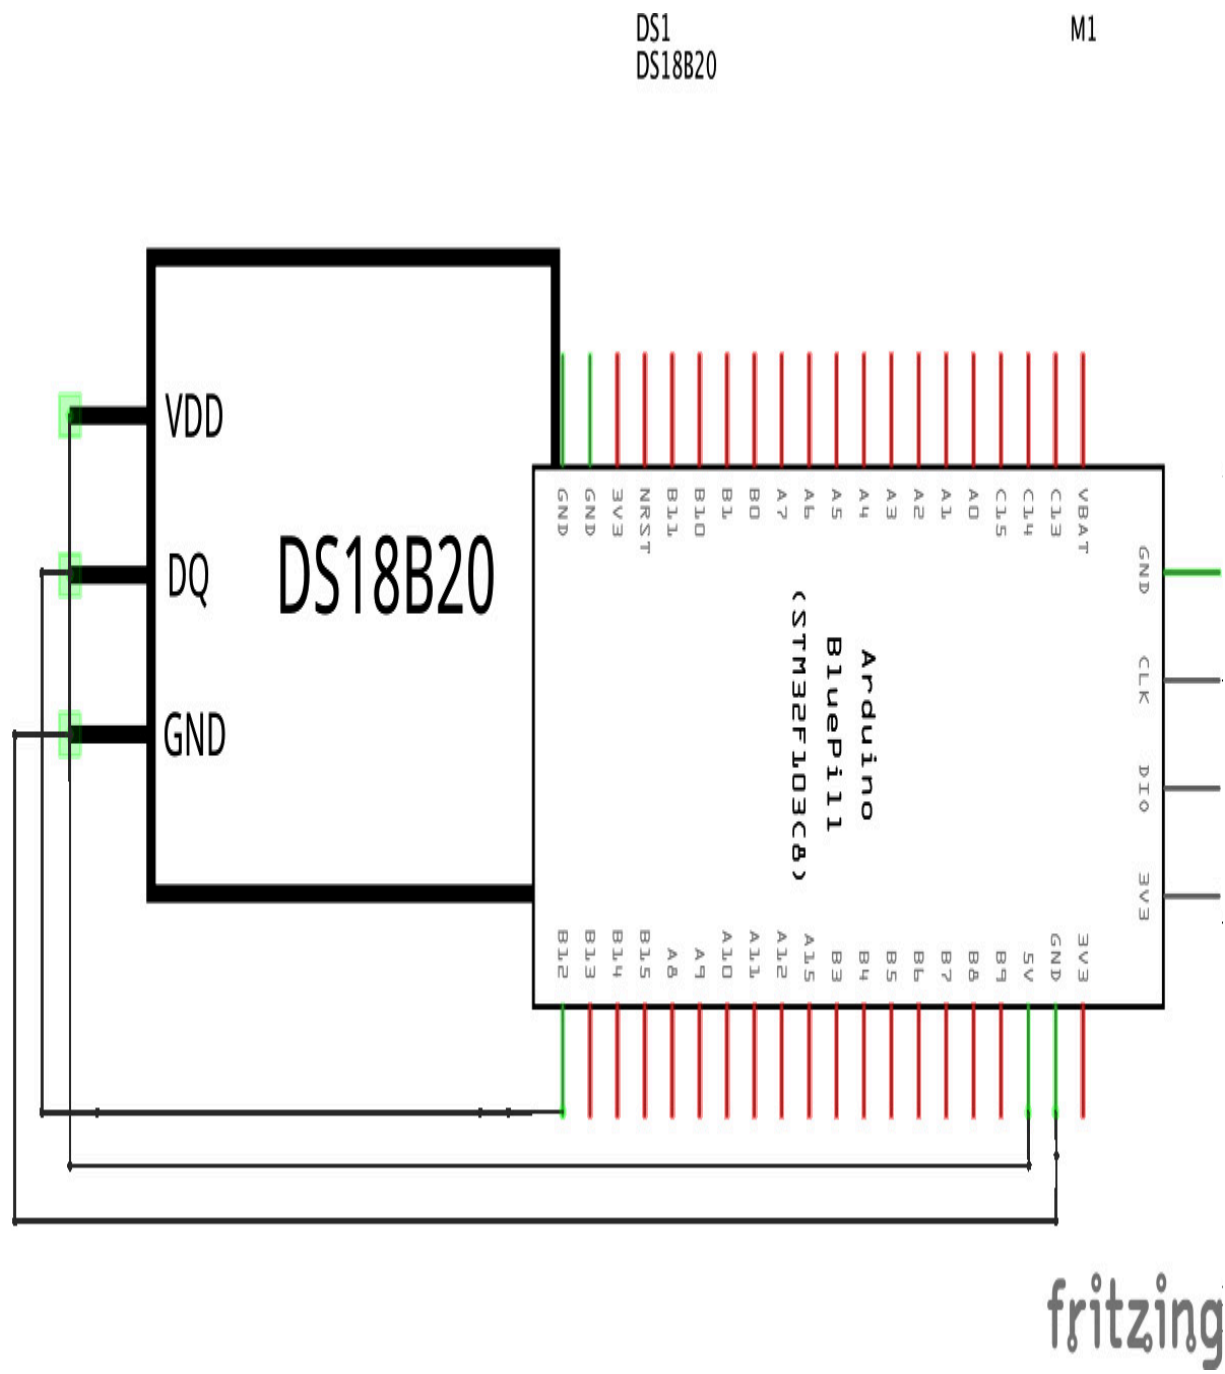 DS1
DS18B20
M1
VDD
DQ
GND
DS18B20
GND
GND
3V3
NRST
B11
B10
B1
B0
A7
A6
A5
A4
A3
A2
A1
A0
C15
C14
C13
VBAT
GND
CLK
DIO
3V3
Arduino
BluePill
(STM32F103C8)
B12
B13
B14
B15
A8
A9
A10
A11
A12
A15
B3
B4
B5
B6
B7
B8
B9
5V
GND
3V3
fritzing